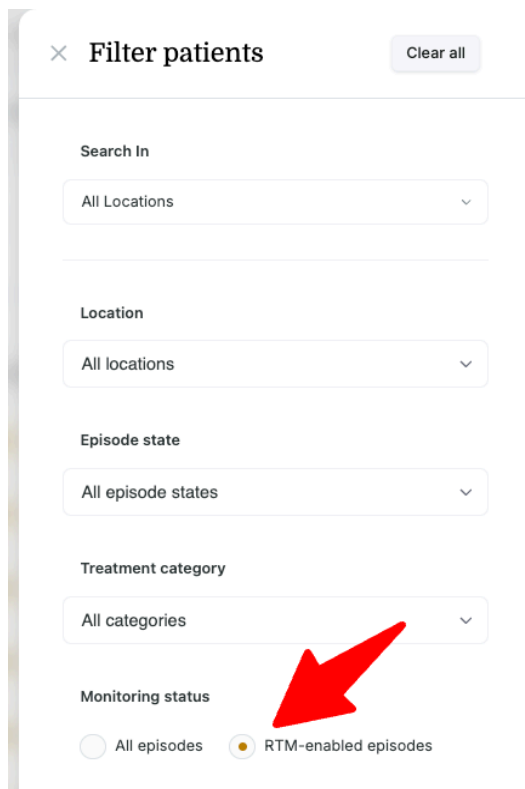 Filter patients
Clear all
Search In
All Locations
Location
All locations
Episode state
All episode states
Treatment category
All categories
Monitoring status
All episodes RTM-enabled episodes